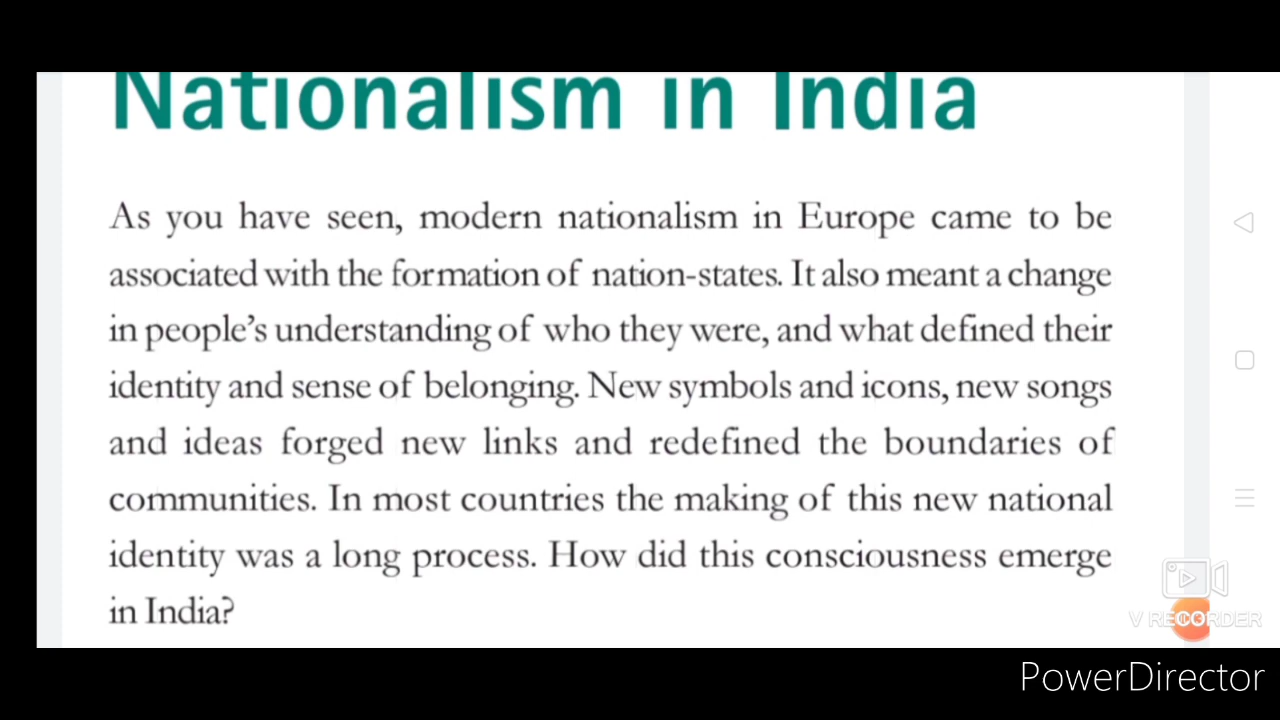 Nationalism in India
As you have seen, modern nationalism in Europe came to be
associated with the formation of nation-states. It also meant a change
in people’s understanding of who they were, and what defined their
identity and sense of belonging. New symbols and icons, new songs
and ideas forged new links and redefined the boundaries of
communities. In most countries the making of this new national
identity was a long process. How did this consciousness emerge
in India?
V RECORDER
PowerDirector